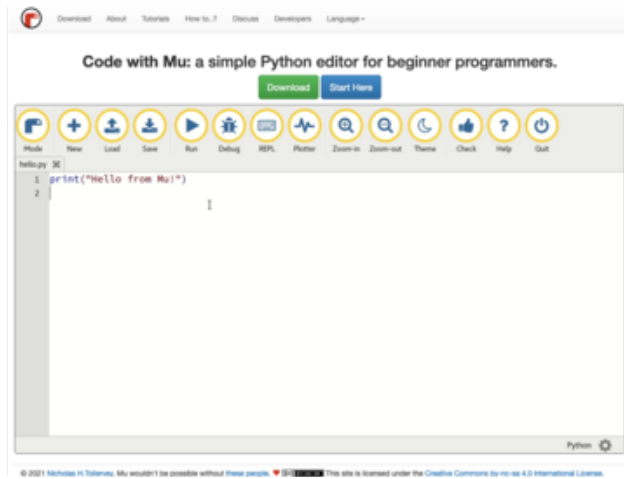 Download About Tutorials How to..? Discuss Developers Language
Code with Mu: a simple Python editor for beginner programmers.
Download Start Here
Mode New Load Save Run Debug REPL Plotter Zoom-in Zoom-out Theme Check Help Quit
hello.py
1 print("Hello from Mu!")
2
Python
© 2021 Nicholas H.Tollervey. Mu wouldn't be possible without these people. This site is licensed under the Creative Commons by-nc-sa 4.0 International License.